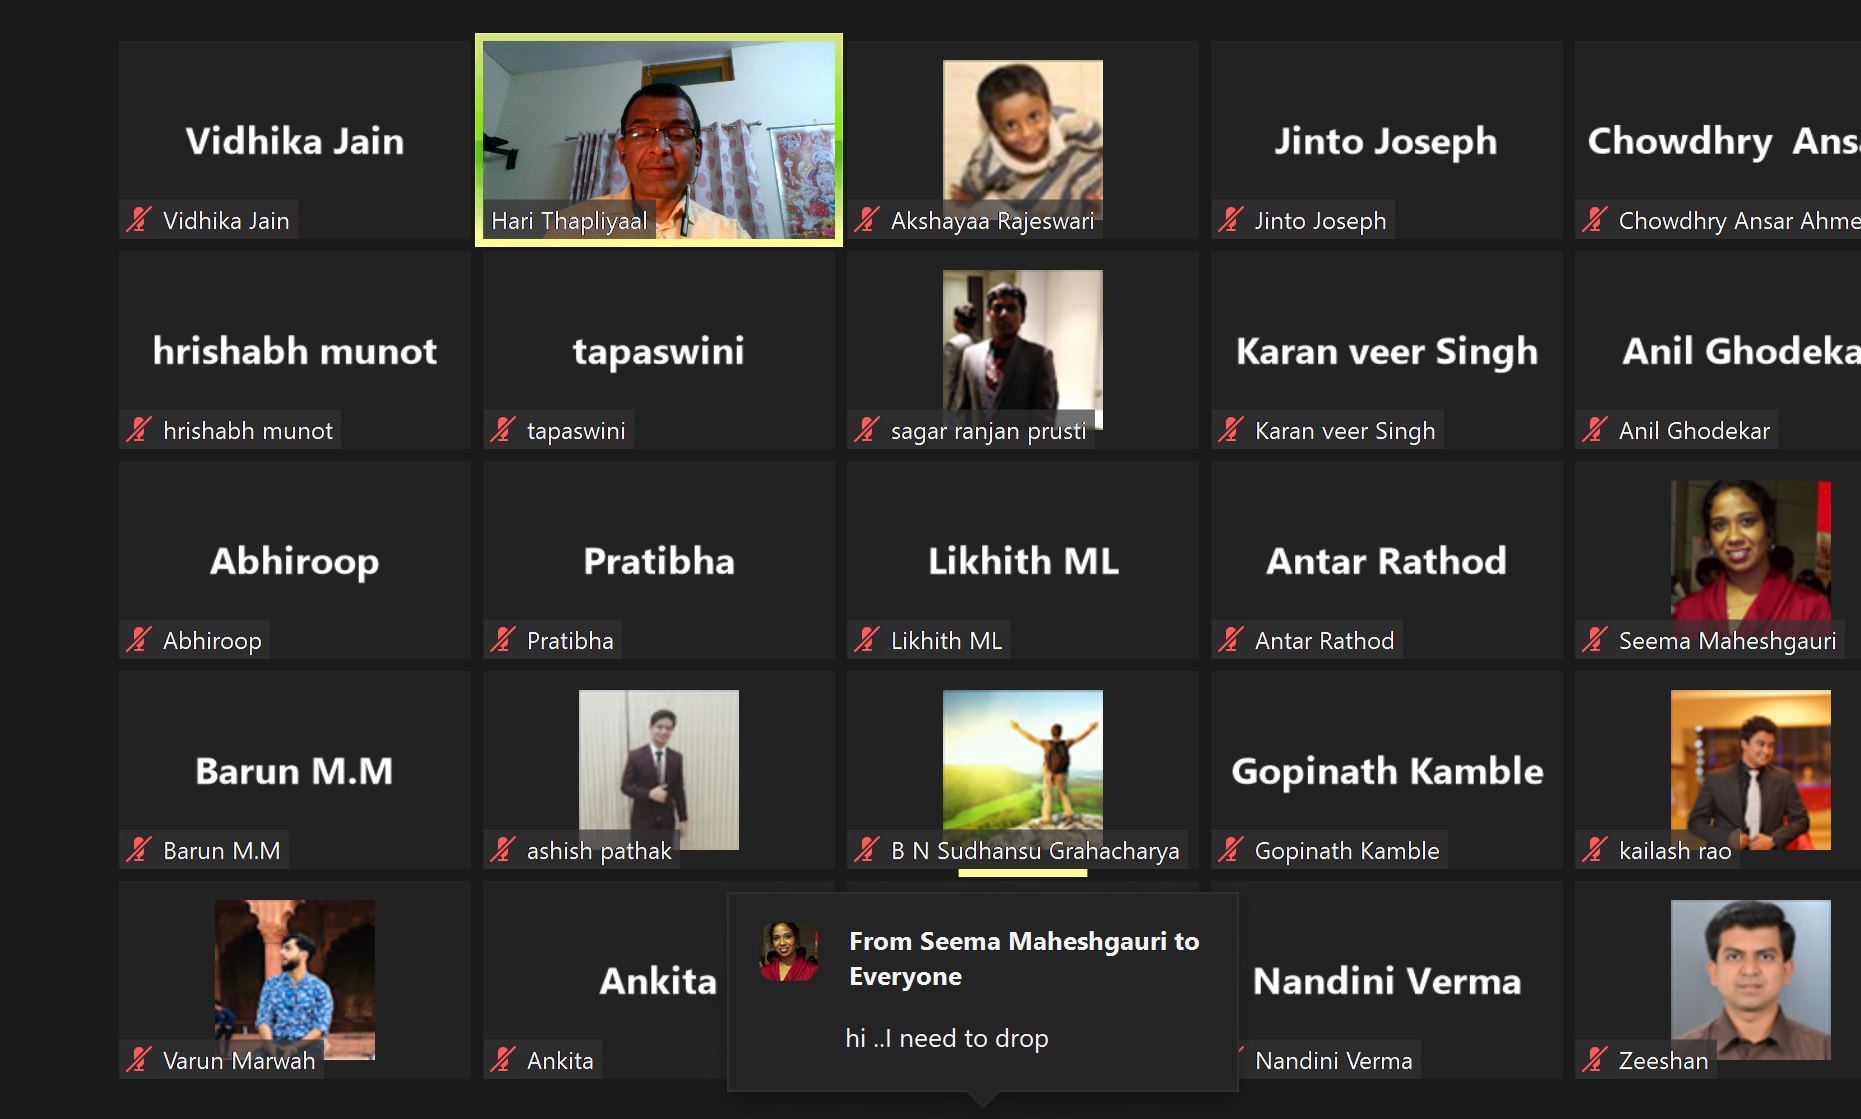 Vidhika Jain
Vidhika Jain
Hari Thapliyaal
Akshayaa Rajeswari
Jinto Joseph
Jinto Joseph
Chowdhry Ansa
Chowdhry Ansar Ahme
hrishabh munot
hrishabh munot
tapaswini
tapaswini
sagar ranjan prusti
Karan veer Singh
Karan veer Singh
Anil Ghodeka
Anil Ghodekar
Abhiroop
Abhiroop
Pratibha
Pratibha
Likhith ML
Likhith ML
Antar Rathod
Antar Rathod
Seema Maheshgauri
Barun M.M
Barun M.M
ashish pathak
B N Sudhansu Grahacharya
Gopinath Kamble
Gopinath Kamble
kailash rao
Varun Marwah
Ankita
Ankita
From Seema Maheshgauri to
Everyone
hi ..I need to drop
Nandini Verma
Nandini Verma
Zeeshan